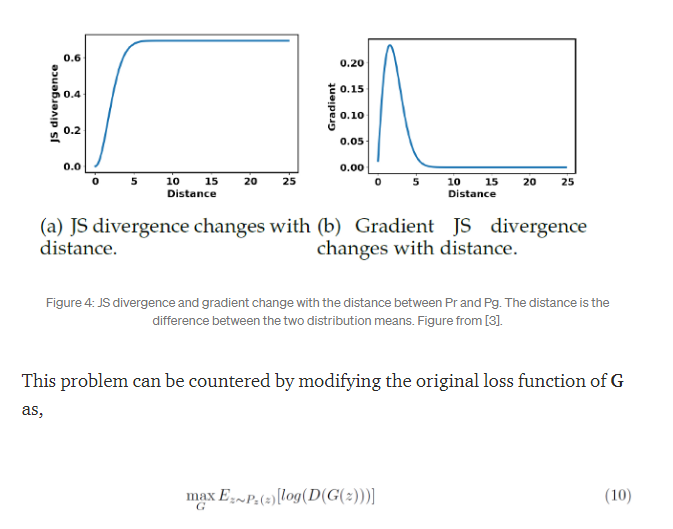 0.6
0.4
0.2
0.0
JS divergence
0 5 10 15 20 25
Distance
0.20
0.15
0.10
0.05
0.00
Gradient
0 5 10 15 20 25
Distance
(a) JS divergence changes with
distance.
(b) Gradient JS divergence
changes with distance.
Figure 4: JS divergence and gradient change with the distance between Pr and Pg. The distance is the
difference between the two distribution means. Figure from [3].
This problem can be countered by modifying the original loss function of G
as,
max_G E_{z∼P_z(z)}[log(D(G(z)))] (10)